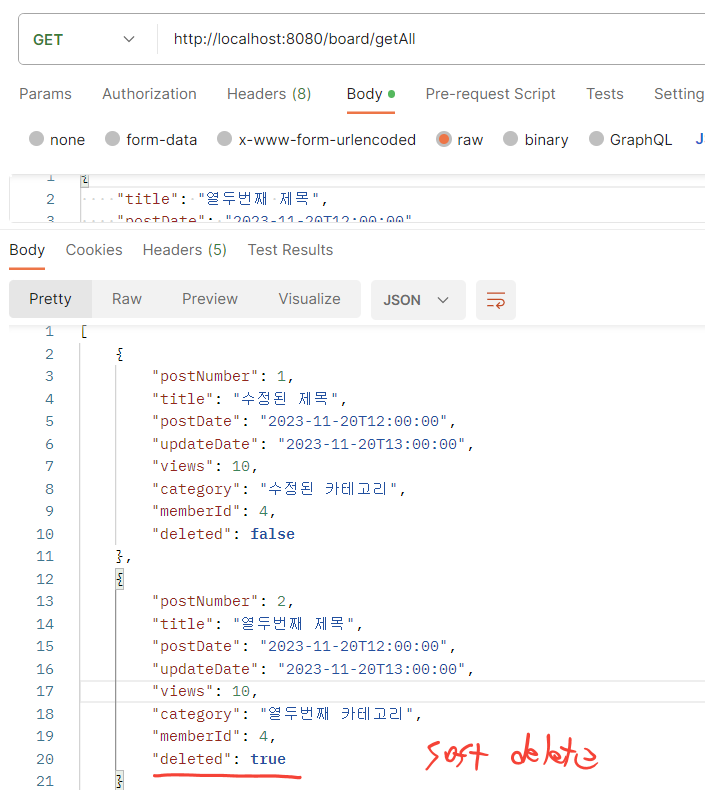 GET http://localhost:8080/board/getAll
Params Authorization Headers (8) Body Pre-request Script Tests Setting
none form-data x-www-form-urlencoded raw binary GraphQL
1 {
2 "title": "열두번째 제목",
3 "postDate": "2023-11-20T12:00:00"
Body Cookies Headers (5) Test Results
Pretty Raw Preview Visualize JSON
1 [
2 {
3 "postNumber": 1,
4 "title": "수정된 제목",
5 "postDate": "2023-11-20T12:00:00",
6 "updateDate": "2023-11-20T13:00:00",
7 "views": 10,
8 "category": "수정된 카테고리",
9 "memberId": 4,
10 "deleted": false
11 },
12 {
13 "postNumber": 2,
14 "title": "열두번째 제목",
15 "postDate": "2023-11-20T12:00:00",
16 "updateDate": "2023-11-20T13:00:00",
17 "views": 10,
18 "category": "열두번째 카테고리",
19 "memberId": 4,
20 "deleted": true
soft delete
21 }